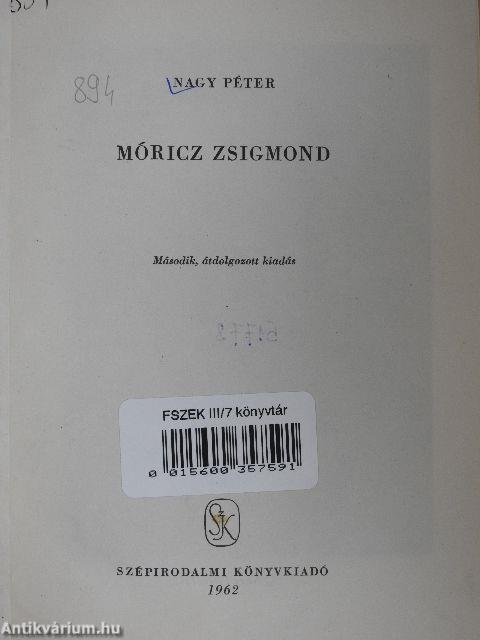 894
NAGY PÉTER
MÓRICZ ZSIGMOND
Második, átdolgozott kiadás
FSZEK III/7 könyvtár
0 015600 357591
SzK
SZÉPIRODALMI KÖNYVKIADÓ
1962
Antikvárium.hu